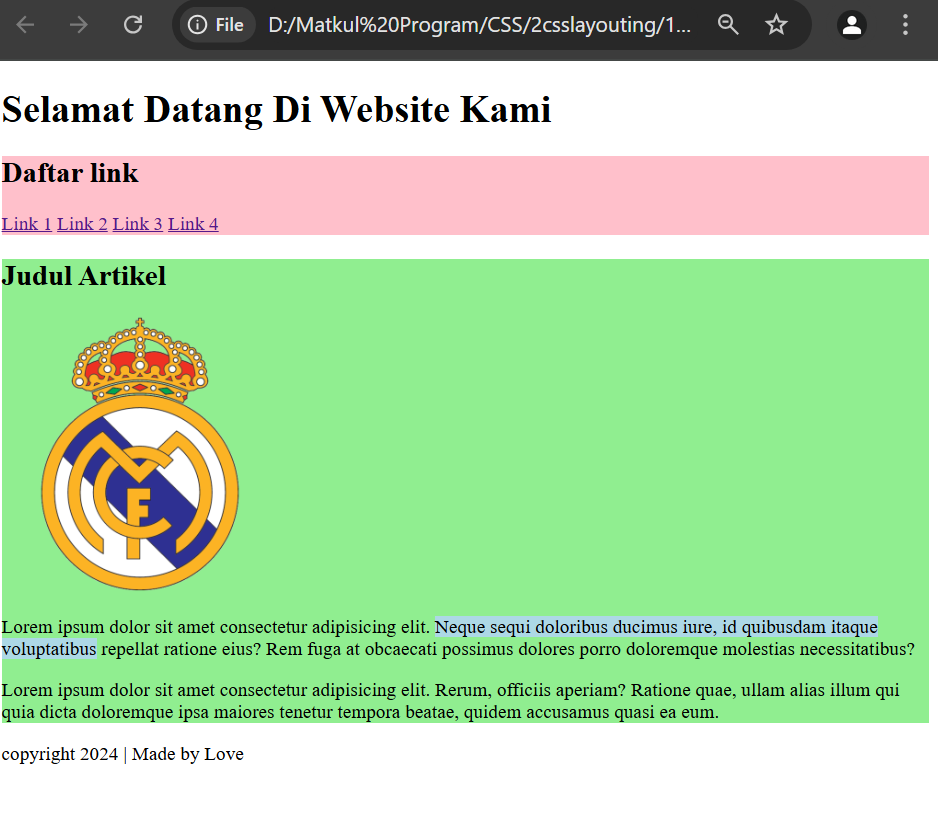 File D:/Matkul%20Program/CSS/2csslayouting/1...
Selamat Datang Di Website Kami
Daftar link
Link 1 Link 2 Link 3 Link 4
Judul Artikel
MCF
Lorem ipsum dolor sit amet consectetur adipisicing elit. Neque sequi doloribus ducimus iure, id quibusdam itaque
voluptatibus repellat ratione eius? Rem fuga at obcaecati possimus dolores porro doloremque molestias necessitatibus?
Lorem ipsum dolor sit amet consectetur adipisicing elit. Rerum, officiis aperiam? Ratione quae, ullam alias illum qui
quia dicta doloremque ipsa maiores tenetur tempora beatae, quidem accusamus quasi ea eum.
copyright 2024 | Made by Love